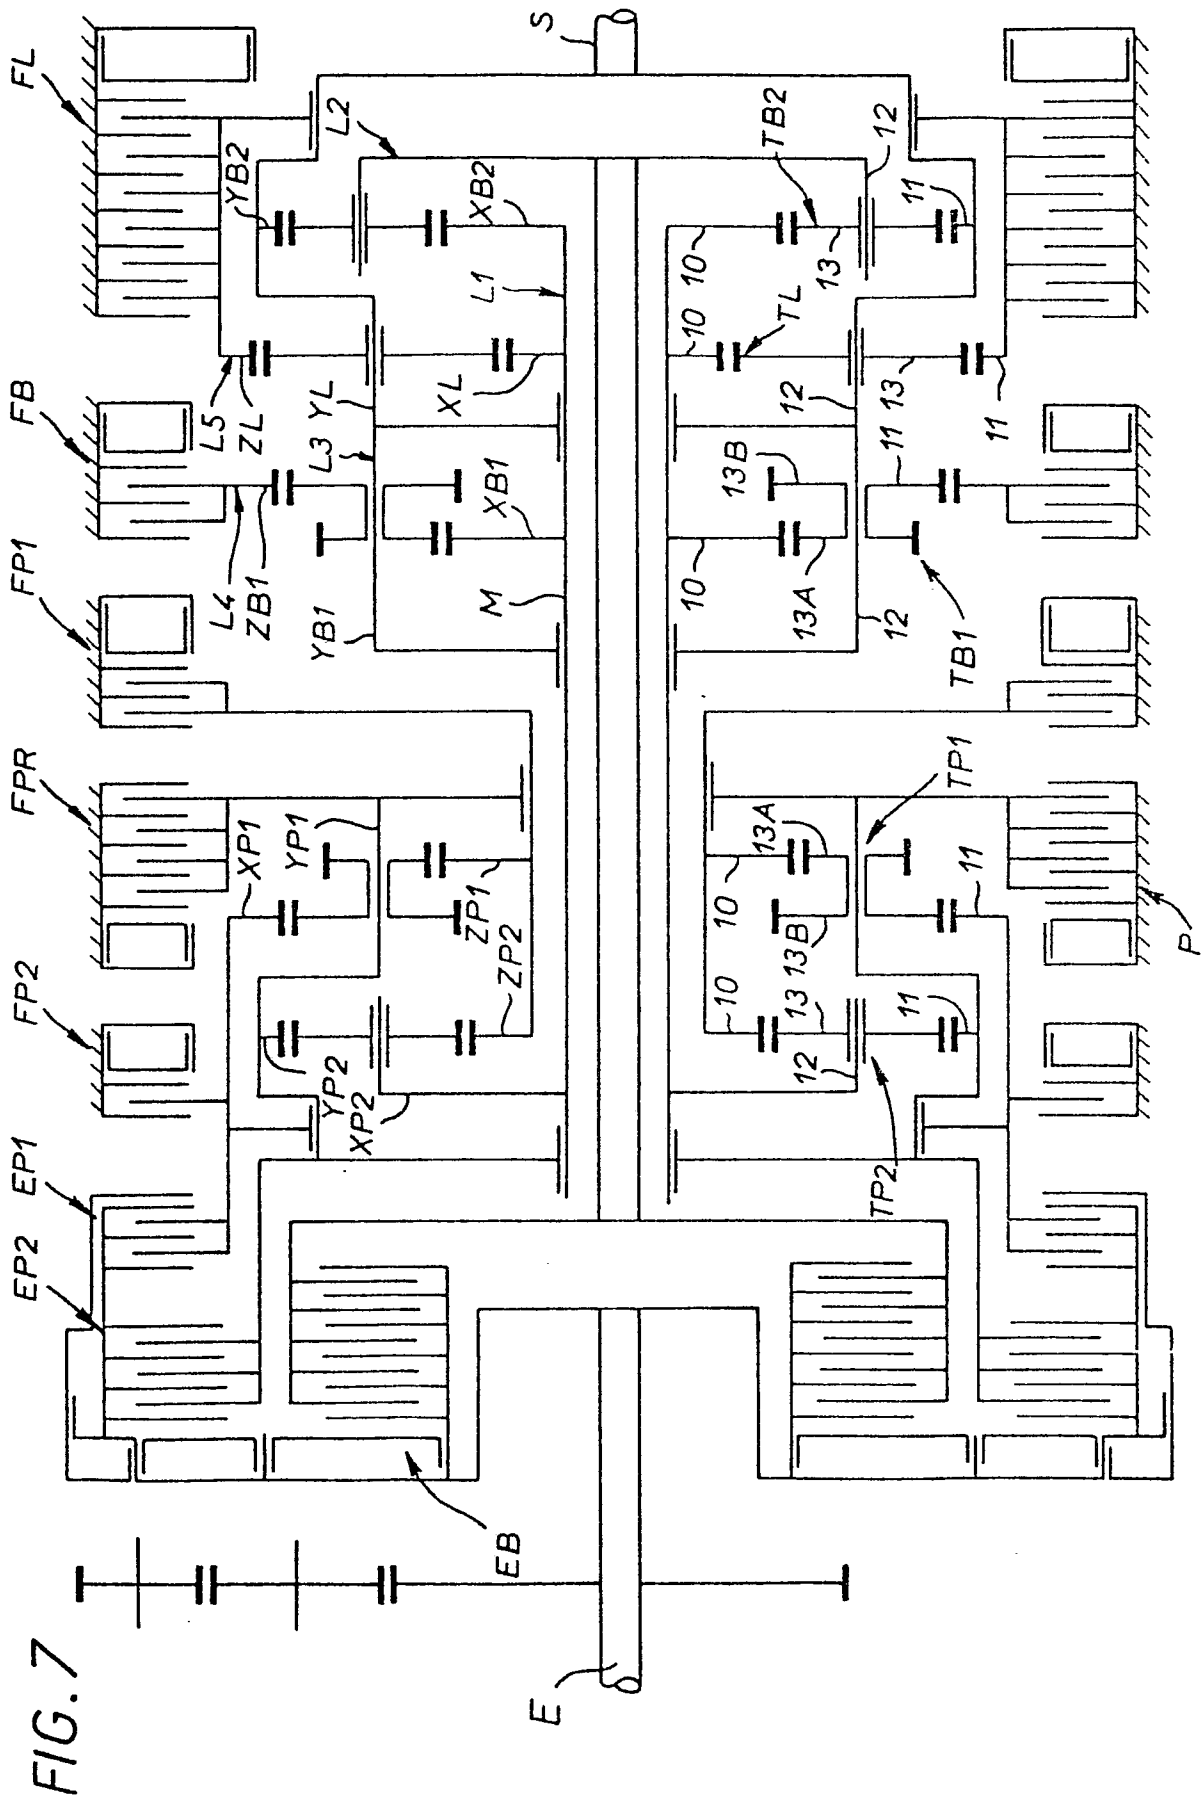 FIG. 7
EP2
EP1
FP2
FPR
FP1
FB
FL
XP1
YP1
ZP1
ZP2
YP2
XP2
L4
ZB1
YB1
L5
ZL
L3
YL
YB2
L2
XB2
L1
XL
XB1
M
S
E
EB
10
13
12
11
TP2
10
13B
13A
11
TP1
P
10
13A
13B
12
11
TB1
10
TL
12
13
11
10
13
TB2
12
11